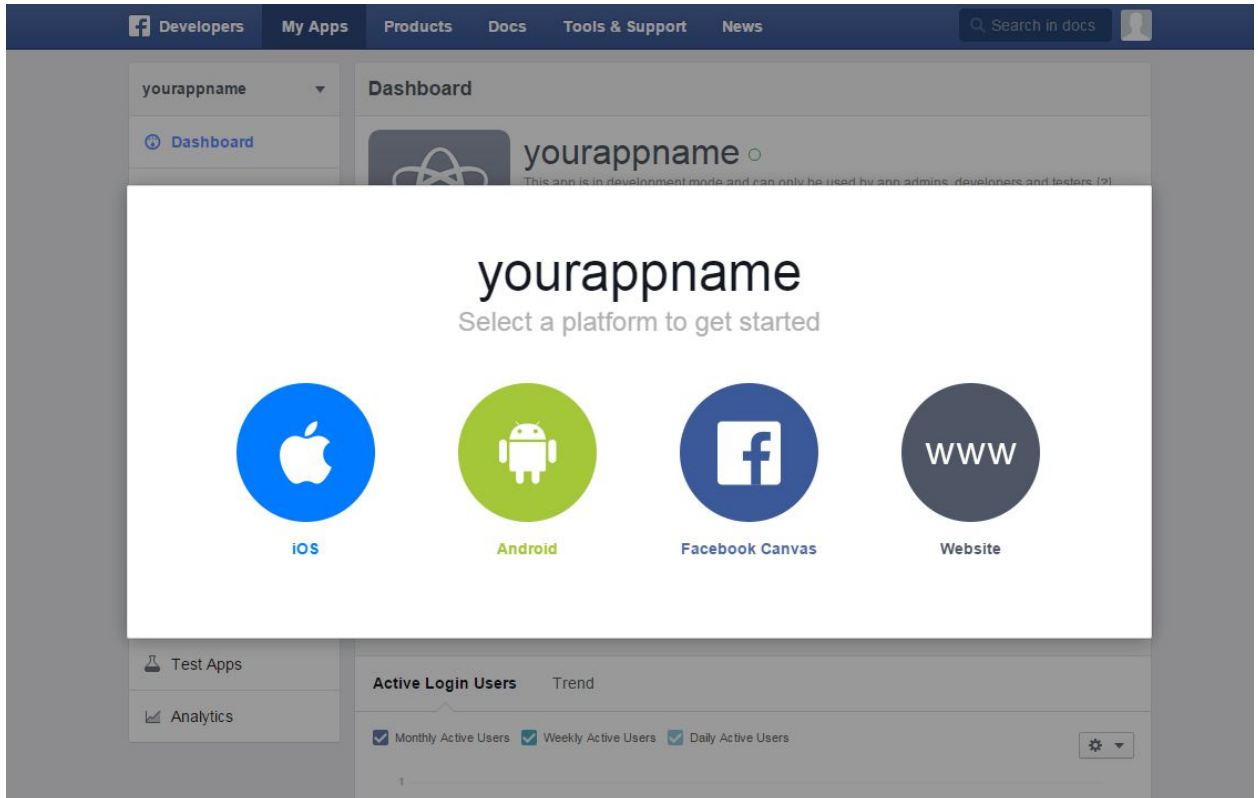 Developers My Apps Products Docs Tools & Support News Search in docs
yourappname
Dashboard
Dashboard
yourappname
This app is in development mode and can only be used by app admins, developers and testers [?]
yourappname
Select a platform to get started
www
iOS Android Facebook Canvas Website
Test Apps
Analytics
Active Login Users Trend
Monthly Active Users Weekly Active Users Daily Active Users
1